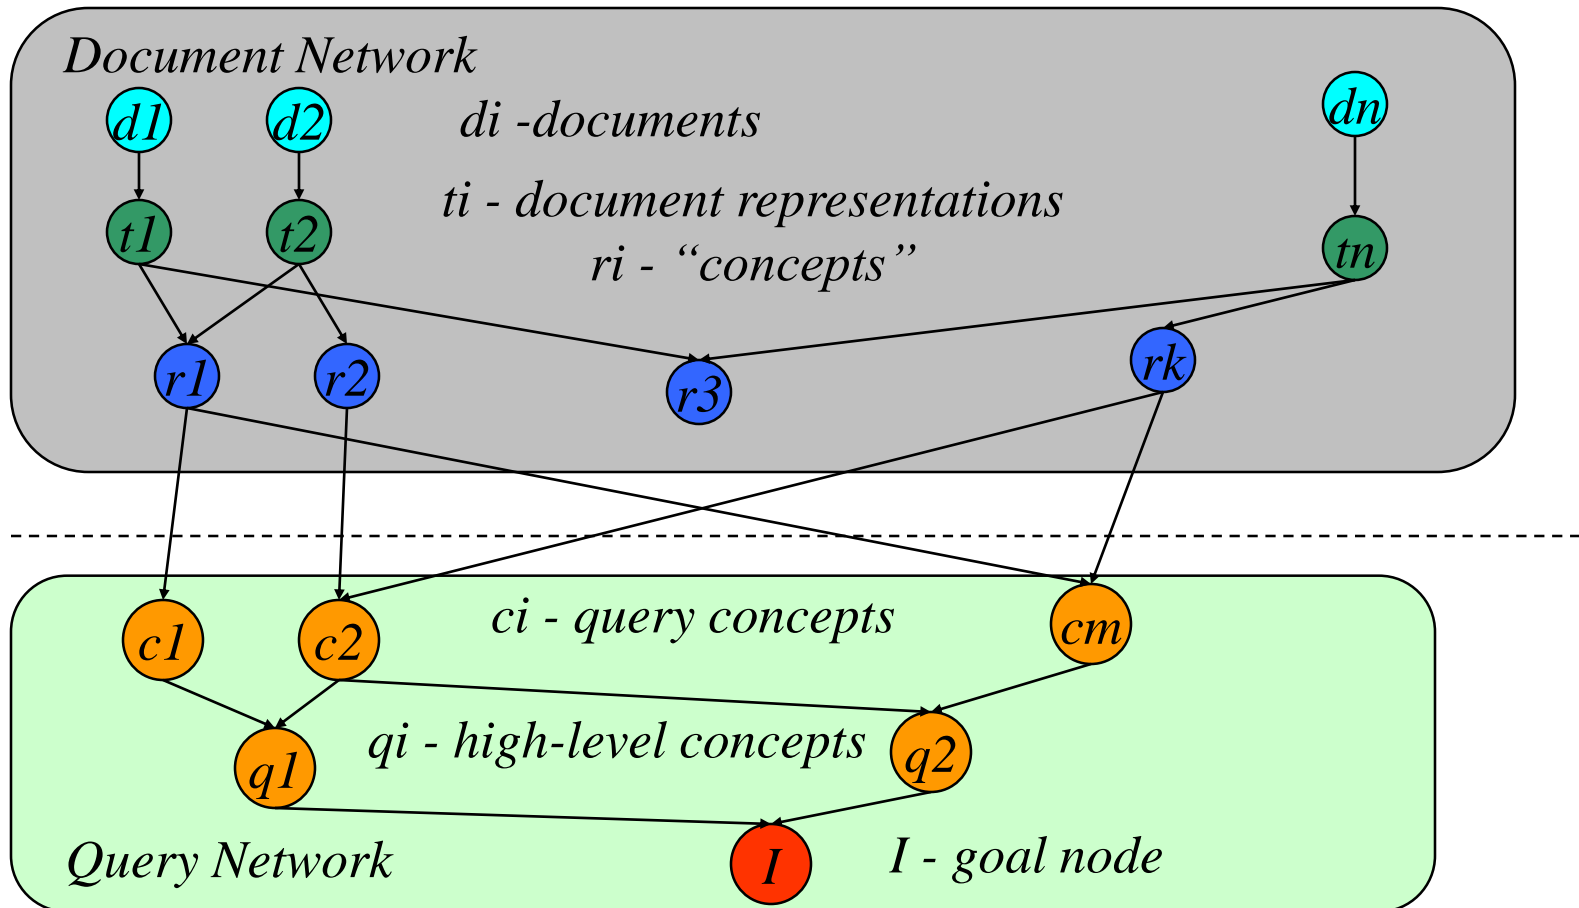 Document Network
d1
d2
di -documents
dn
t1
t2
ti - document representations
tn
ri - “concepts”
r1
r2
r3
rk
c1
c2
ci - query concepts
cm
q1
qi - high-level concepts
q2
Query Network
I
I - goal node